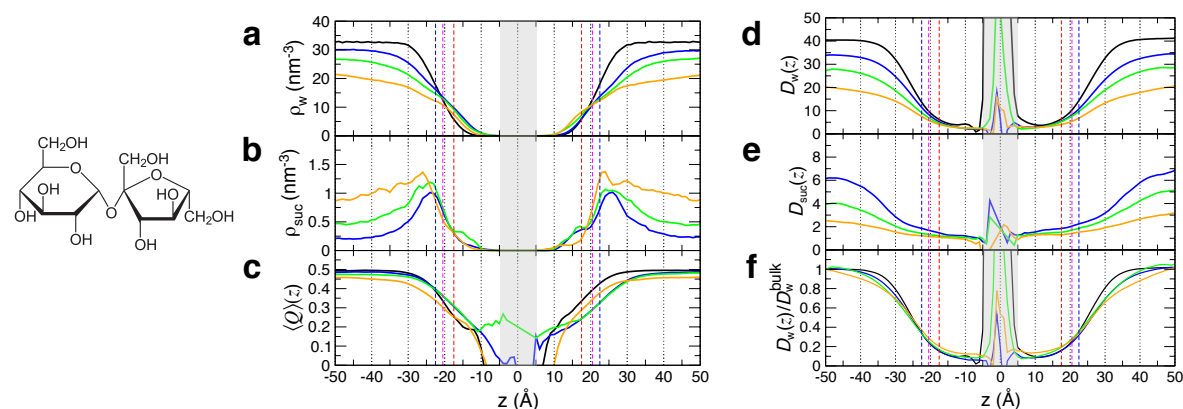 CH₂OH
O
CH₂OH
O
OH
HO
OH
O
CH₂OH
OH
OH
a
ρw (nm-3)
40
30
20
10
0
b
ρsuc (nm-3)
1.5
1
0.5
0
c
⟨Q⟩(z)
0.5
0.4
0.3
0.2
0.1
0
-50 -40 -30 -20 -10 0 10 20 30 40 50
z (Å)
d
Dw(z)
50
40
30
20
10
0
e
Dsuc(z)
8
6
4
2
0
f
Dw(z)/Dw^bulk
1
0.8
0.6
0.4
0.2
0
-50 -40 -30 -20 -10 0 10 20 30 40 50
z (Å)